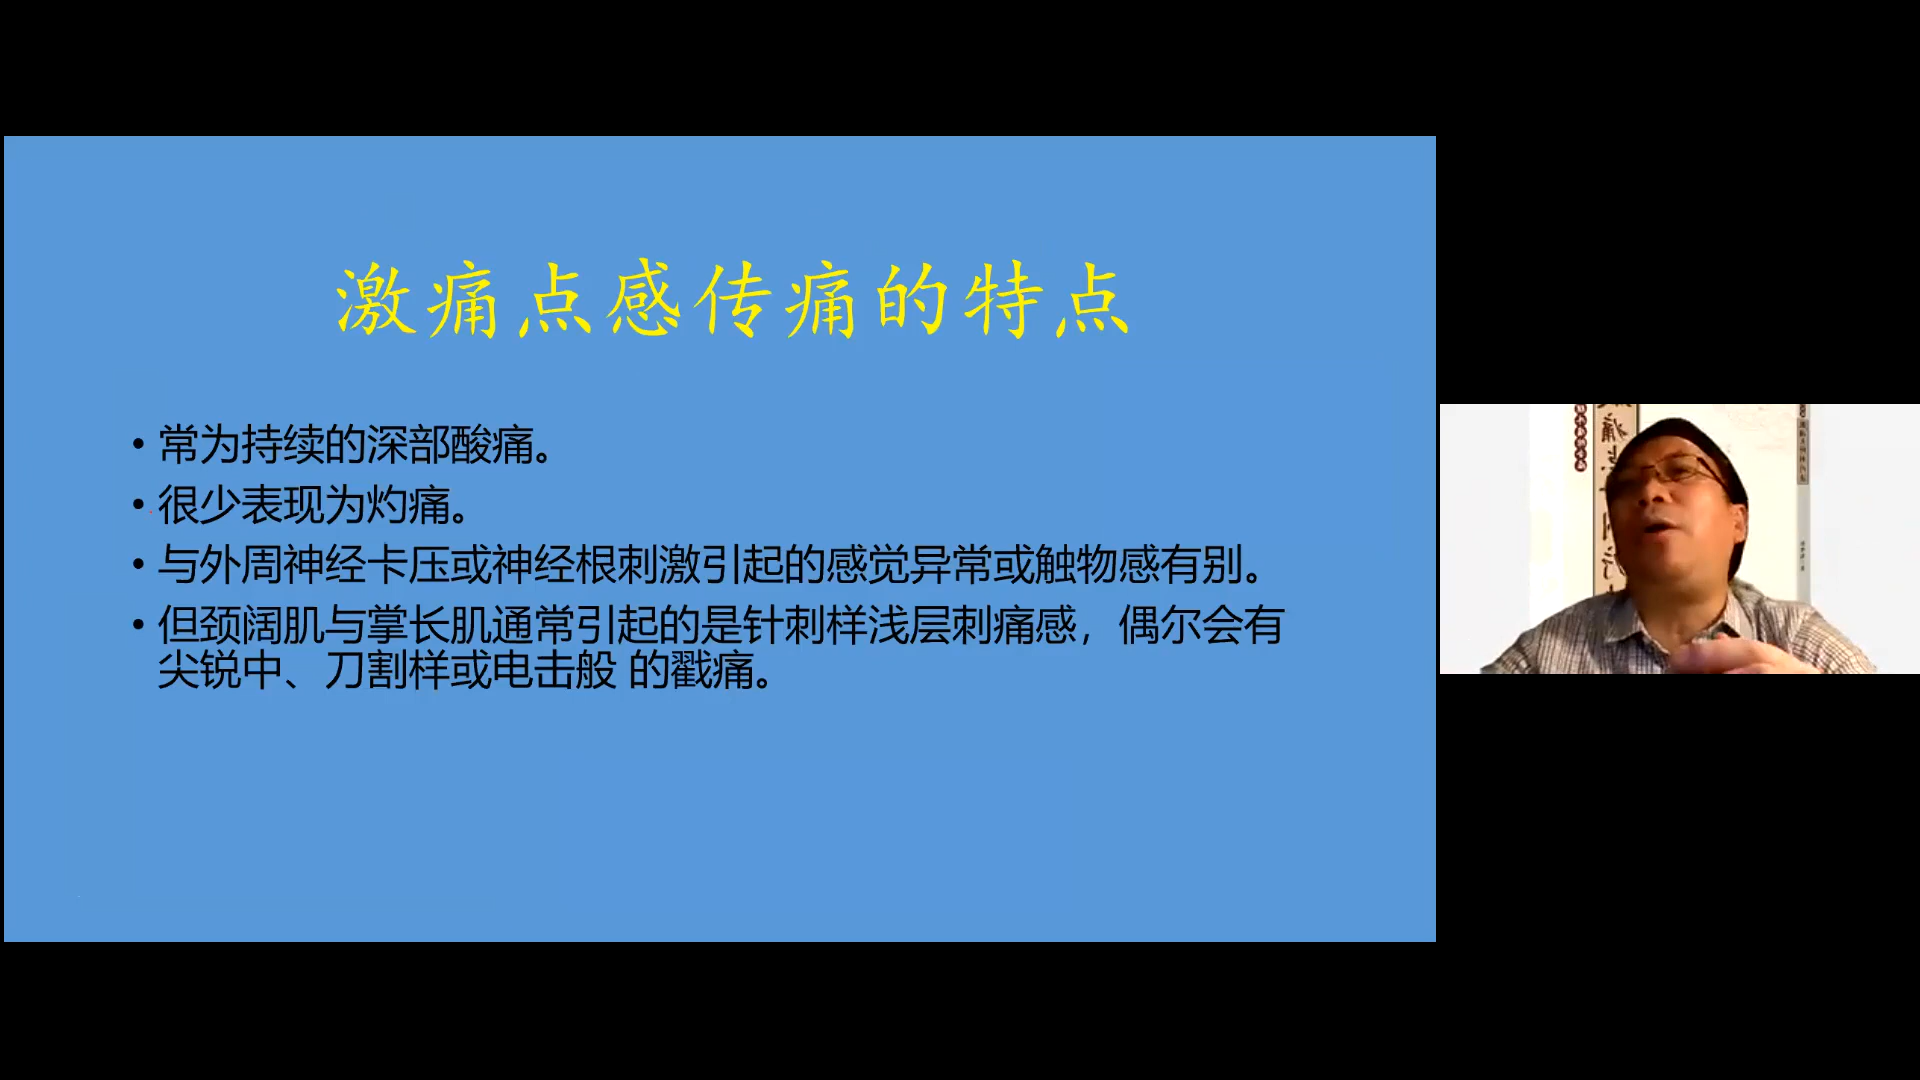 激痛点感传痛的特点
• 常为持续的深部酸痛。
• 很少表现为灼痛。
• 与外周神经卡压或神经根刺激引起的感觉异常或触物感有别。
• 但颈阔肌与掌长肌通常引起的是针刺样浅层刺痛感，偶尔会有
尖锐中、刀割样或电击般 的戳痛。
痛